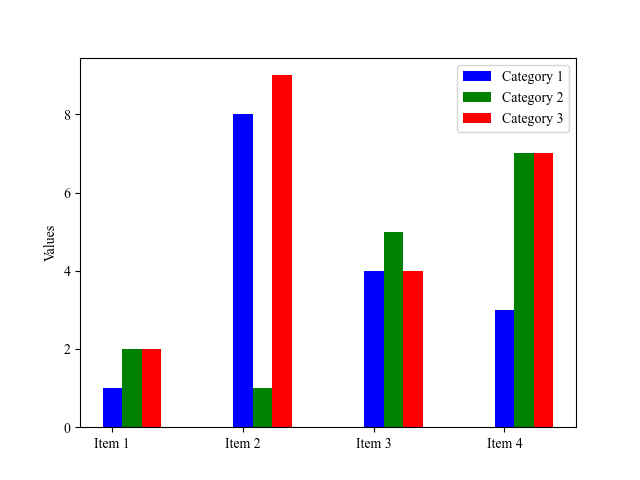 Category 1
Category 2
Category 3
Values
8
6
4
2
0
Item 1
Item 2
Item 3
Item 4